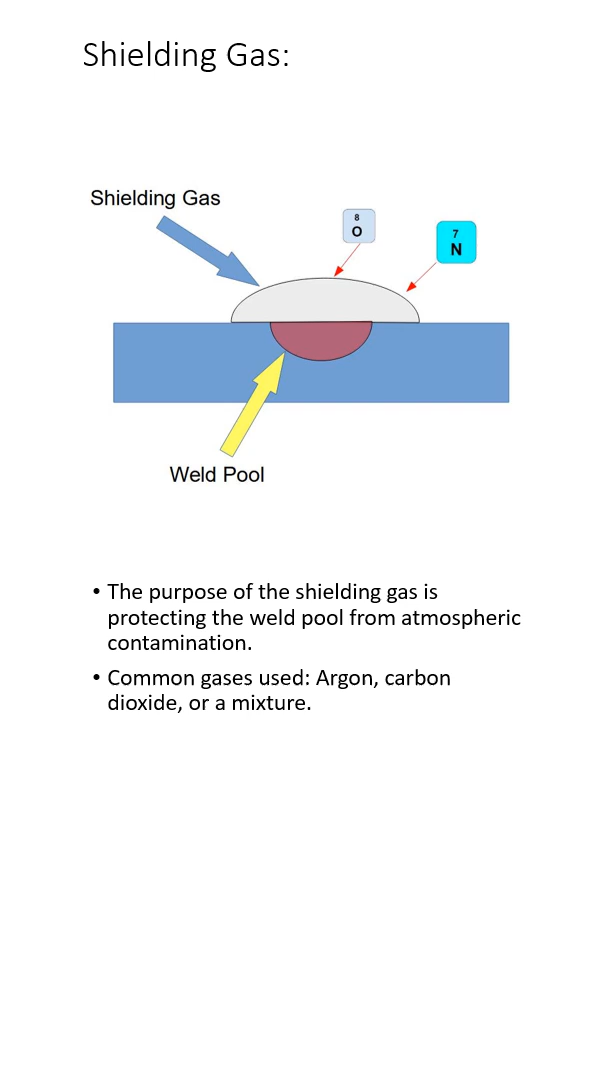 Shielding Gas:
Shielding Gas
8
O
7
N
Weld Pool
• The purpose of the shielding gas is
protecting the weld pool from atmospheric
contamination.
• Common gases used: Argon, carbon
dioxide, or a mixture.